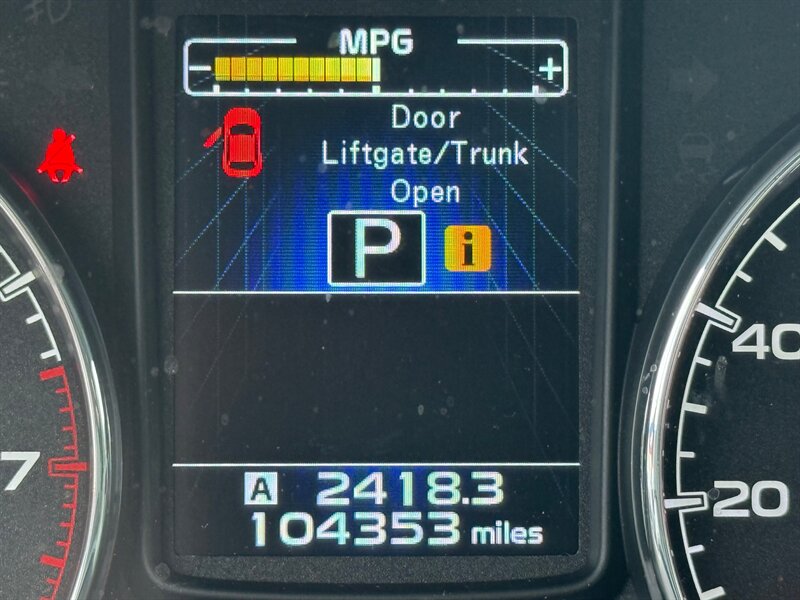 MPG
- +
Door
Liftgate/Trunk
Open
P i
40
7
20
A 2418.3
104353 miles